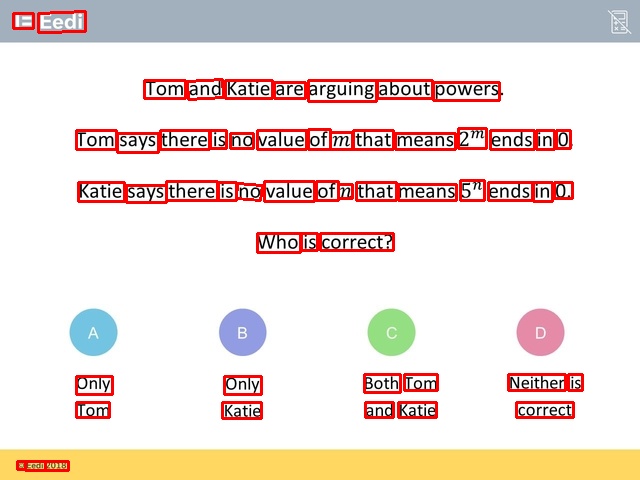 Eedi
Tom and Katie are arguing about powers.
Tom says there is no value of m that means 2ᵐ ends in 0.
Katie says there is no value of n that means 5ⁿ ends in 0.
Who is correct?
A B C D
Only Only Both Tom Neither is
Tom Katie and Katie correct
© Eedi 2018